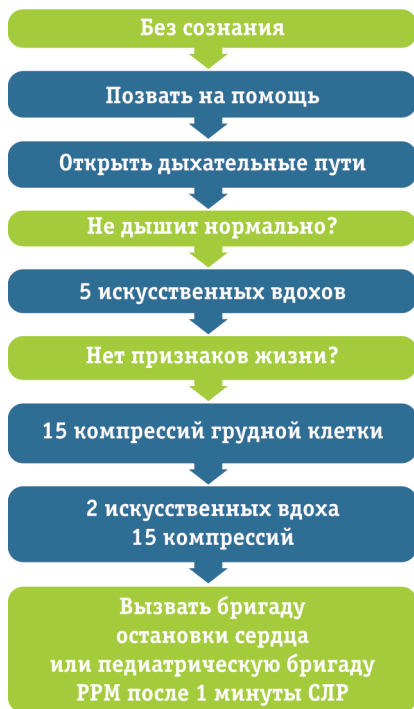 Без сознания
Позвать на помощь
Открыть дыхательные пути
Не дышит нормально?
5 искусственных вдохов
Нет признаков жизни?
15 компрессий грудной клетки
2 искусственных вдоха
15 компрессий
Вызвать бригаду
остановки сердца
или педиатрическую бригаду
РРМ после 1 минуты СЛР